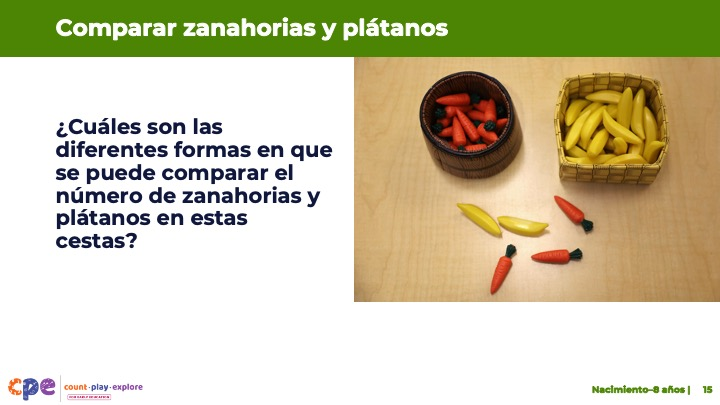 Comparar zanahorias y plátanos
¿Cuáles son las
diferentes formas en que
se puede comparar el
número de zanahorias y
plátanos en estas
cestas?
cpe
count·play·explore
Nacimiento–8 años | 15